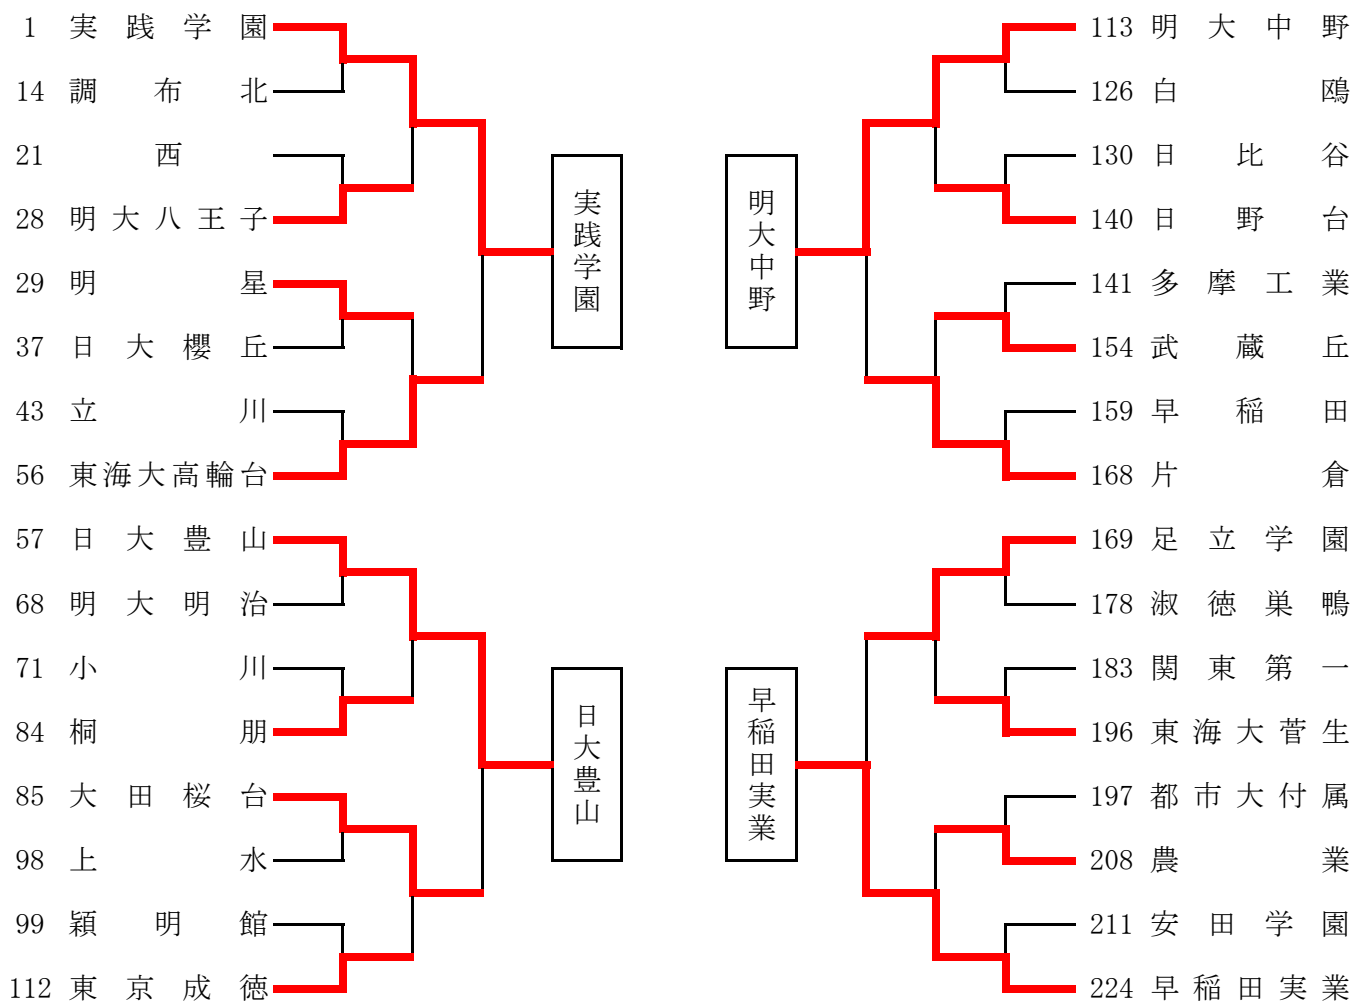 1 実践学園
14 調布北
21 西
28 明大八王子
29 明星
37 日大櫻丘
43 立川
56 東海大高輪台
57 日大豊山
68 明大明治
71 小川
84 桐朋
85 大田桜台
98 上水
99 穎明館
112 東京成徳
実践学園
日大豊山
明大中野
早稲田実業
113 明大中野
126 白鴎
130 日比谷
140 日野台
141 多摩工業
154 武蔵丘
159 早稲田
168 片倉
169 足立学園
178 淑徳巣鴨
183 関東第一
196 東海大菅生
197 都市大付属
208 農業
211 安田学園
224 早稲田実業